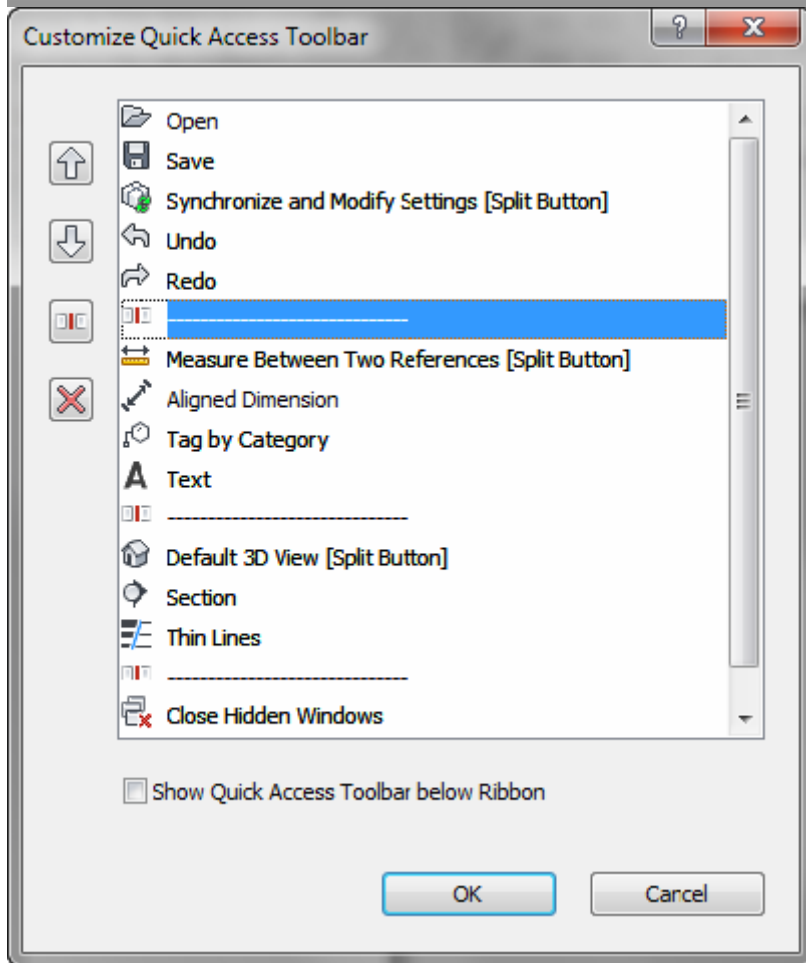 Customize Quick Access Toolbar
Open
Save
Synchronize and Modify Settings [Split Button]
Undo
Redo
------------------------------
Measure Between Two References [Split Button]
Aligned Dimension
Tag by Category
A Text
------------------------------
Default 3D View [Split Button]
Section
Thin Lines
------------------------------
Close Hidden Windows
Show Quick Access Toolbar below Ribbon
OK Cancel